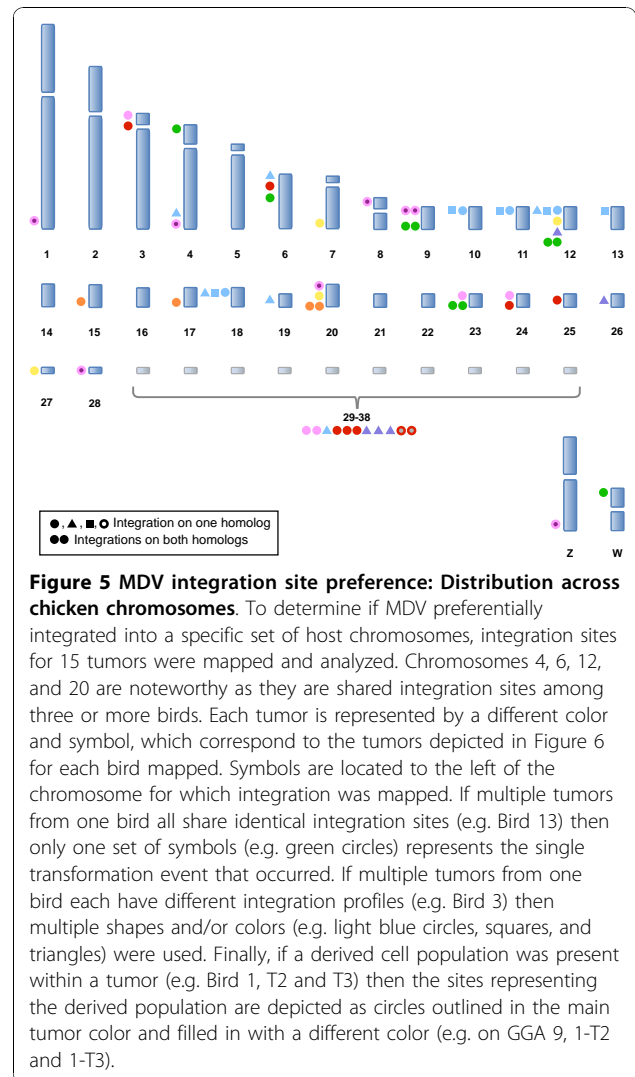 1 2 3 4 5 6 7 8 9 10 11 12 13
14 15 16 17 18 19 20 21 22 23 24 25 26
27 28
29-38
Z W
●,▲,■,○ Integration on one homolog
●● Integrations on both homologs
Figure 5 MDV integration site preference: Distribution across
chicken chromosomes. To determine if MDV preferentially
integrated into a specific set of host chromosomes, integration sites
for 15 tumors were mapped and analyzed. Chromosomes 4, 6, 12,
and 20 are noteworthy as they are shared integration sites among
three or more birds. Each tumor is represented by a different color
and symbol, which correspond to the tumors depicted in Figure 6
for each bird mapped. Symbols are located to the left of the
chromosome for which integration was mapped. If multiple tumors
from one bird all share identical integration sites (e.g. Bird 13) then
only one set of symbols (e.g. green circles) represents the single
transformation event that occurred. If multiple tumors from one
bird each have different integration profiles (e.g. Bird 3) then
multiple shapes and/or colors (e.g. light blue circles, squares, and
triangles) were used. Finally, if a derived cell population was present
within a tumor (e.g. Bird 1, T2 and T3) then the sites representing
the derived population are depicted as circles outlined in the main
tumor color and filled in with a different color (e.g. on GGA 9, 1-T2
and 1-T3).